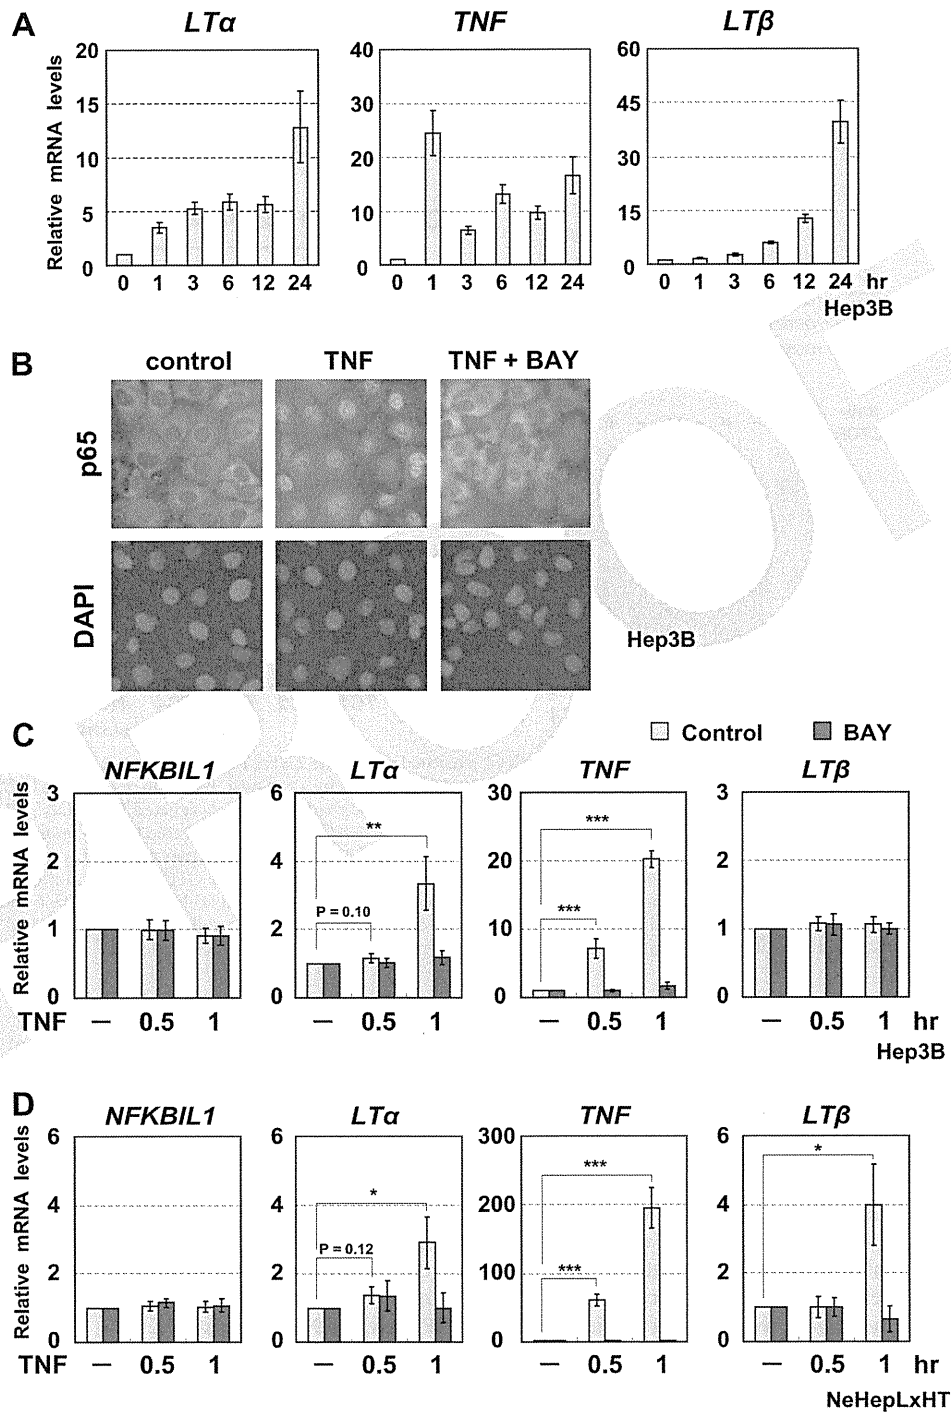 A
LTα TNF LTβ
Relative mRNA levels
20 40 60
15 30 45
10 20 30
5 10 15
0 0 0
0 1 3 6 12 24 0 1 3 6 12 24 0 1 3 6 12 24 hr
Hep3B
B
control TNF TNF + BAY
p65
DAPI
Hep3B
C
Control BAY
NFKBIL1 LTα TNF LTβ
Relative mRNA levels
3 6 30 3
2 4 20 2
1 2 10 1
0 0 0 0
** *** P = 0.10 ***
TNF — 0.5 1 — 0.5 1 — 0.5 1 — 0.5 1 hr
Hep3B
D
NFKBIL1 LTα TNF LTβ
Relative mRNA levels
6 6 300 6
4 4 200 4
2 2 100 2
0 0 0 0
* *** * P = 0.12 ***
TNF — 0.5 1 — 0.5 1 — 0.5 1 — 0.5 1 hr
NeHepLxHT
PROOF